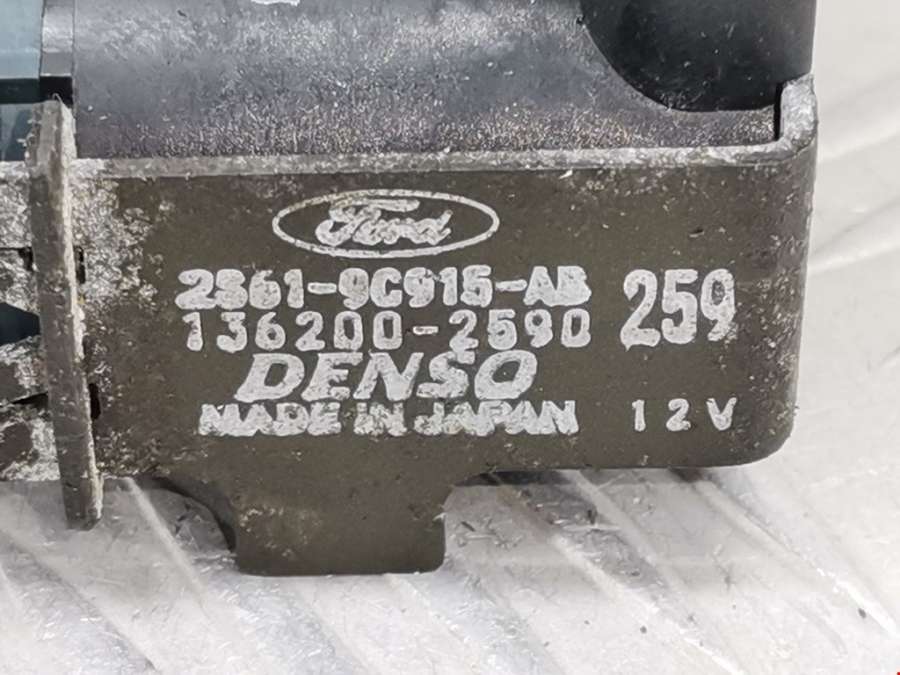 Ford
2S61-9C915-AB
136200-2590
259
DENSO
MADE IN JAPAN
12V